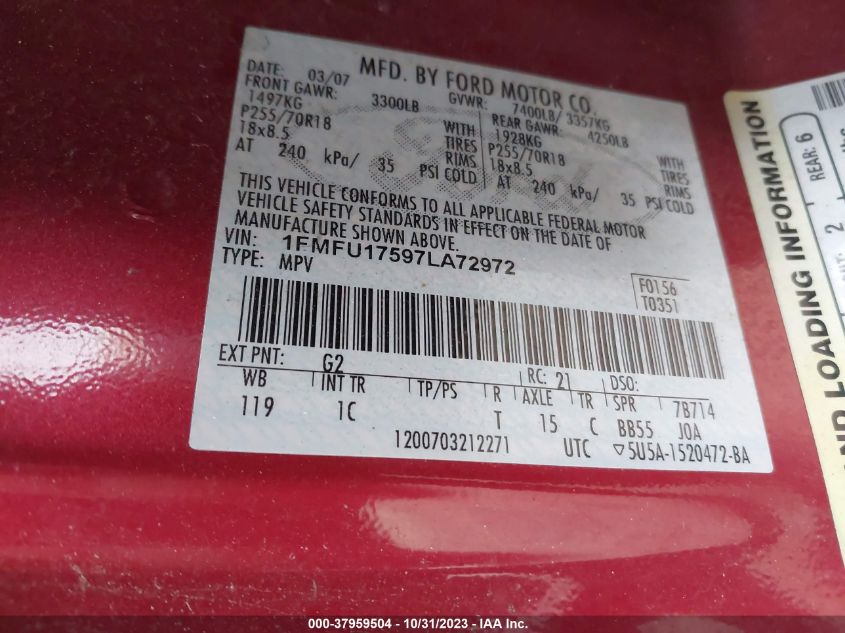 MFD. BY FORD MOTOR CO.
DATE: 03/07 GVWR: 7400LB/ 3357KG
FRONT GAWR: 3300LB REAR GAWR: 4250LB
1497KG WITH 1928KG WITH
P255/70R18 TIRES P255/70R18 TIRES
18x8.5 RIMS 18x8.5 RIMS
AT 240 kPa/ 35 PSI COLD AT 240 kPa/ 35 PSI COLD
THIS VEHICLE CONFORMS TO ALL APPLICABLE FEDERAL MOTOR
VEHICLE SAFETY STANDARDS IN EFFECT ON THE DATE OF
MANUFACTURE SHOWN ABOVE.
VIN: 1FMFU17597LA72972
TYPE: MPV
F0156
T0351
EXT PNT: G2 RC: 21 DSO:
WB INT TR TP/PS R AXLE TR SPR 7B714
119 1C T 15 C BB55 J0A
1200703212271 UTC ▽5U5A-1520472-BA
AND LOADING INFORMATION
REAR: 6
2
000-37959504 - 10/31/2023 - IAA Inc.